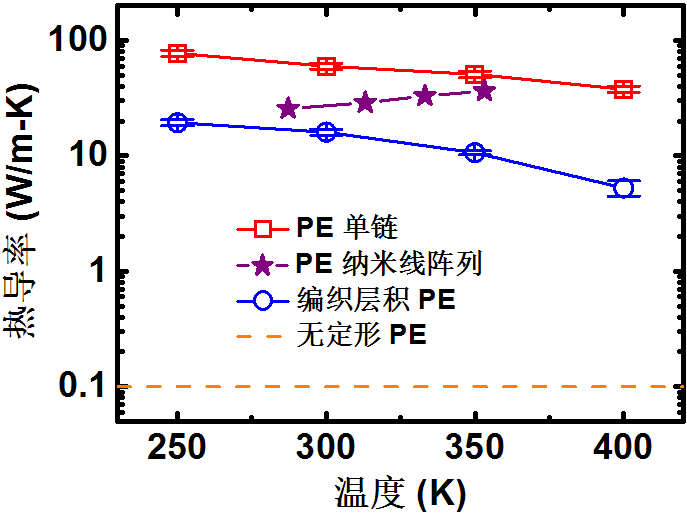 热导率 (W/m-K)
100
10
1
0.1
PE 单链
PE 纳米线阵列
编织层积 PE
无定形 PE
250 300 350 400
温度 (K)